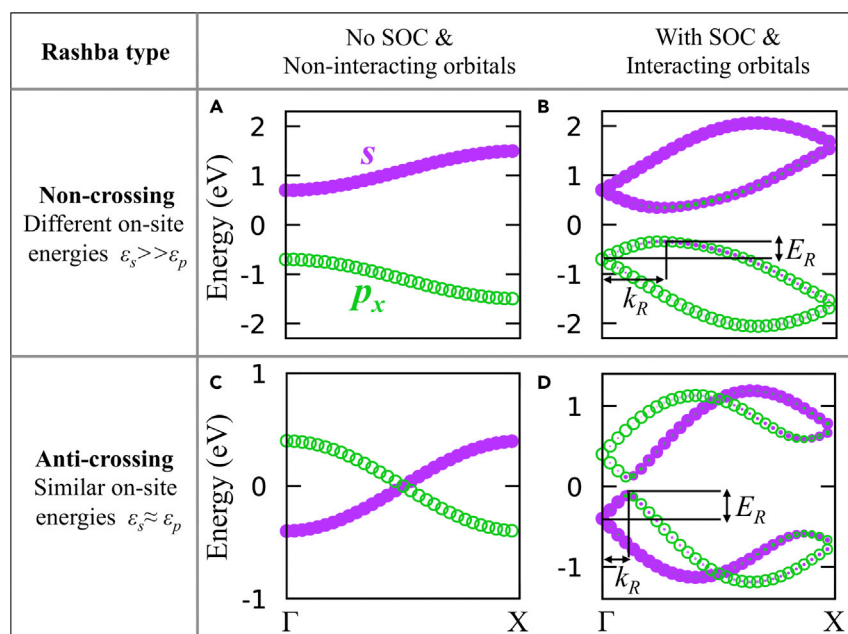 Rashba type
No SOC &
Non-interacting orbitals
With SOC &
Interacting orbitals
Non-crossing
Different on-site
energies εs>>εp
A
Energy (eV)
2
1
0
-1
-2
s
px
B
2
1
0
-1
-2
ER
kR
Anti-crossing
Similar on-site
energies εs≈ εp
C
Energy (eV)
1
0
-1
Γ
X
D
1
0
-1
ER
kR
Γ
X